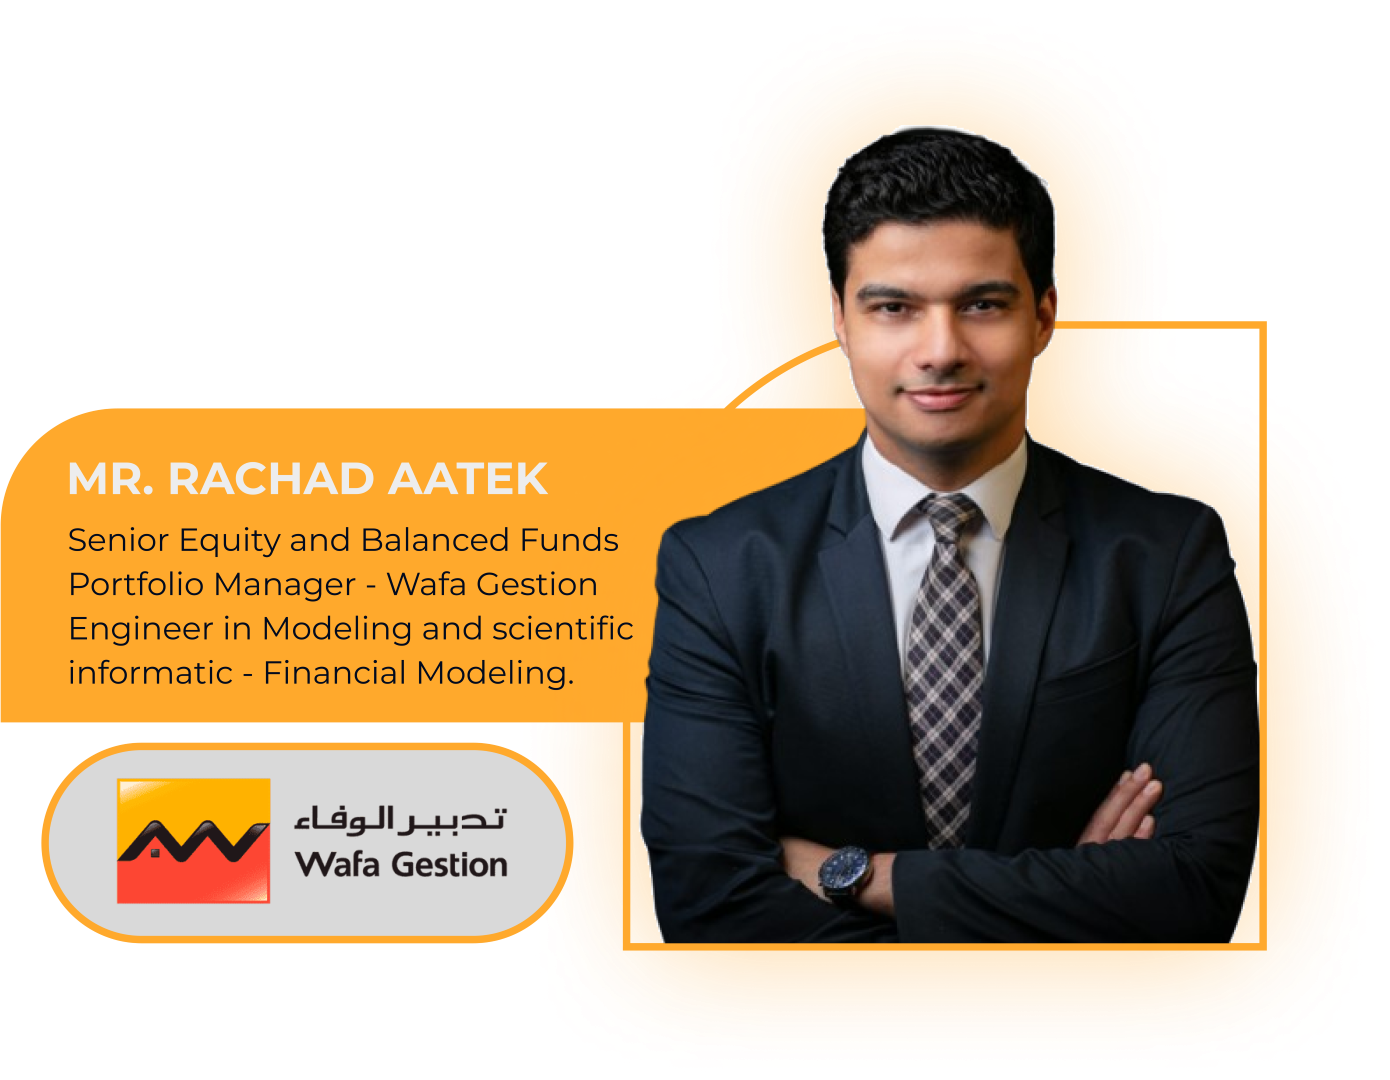 MR. RACHAD AATEK
Senior Equity and Balanced Funds
Portfolio Manager - Wafa Gestion
Engineer in Modeling and scientific
informatic - Financial Modeling.
تدبير الوفاء
Wafa Gestion